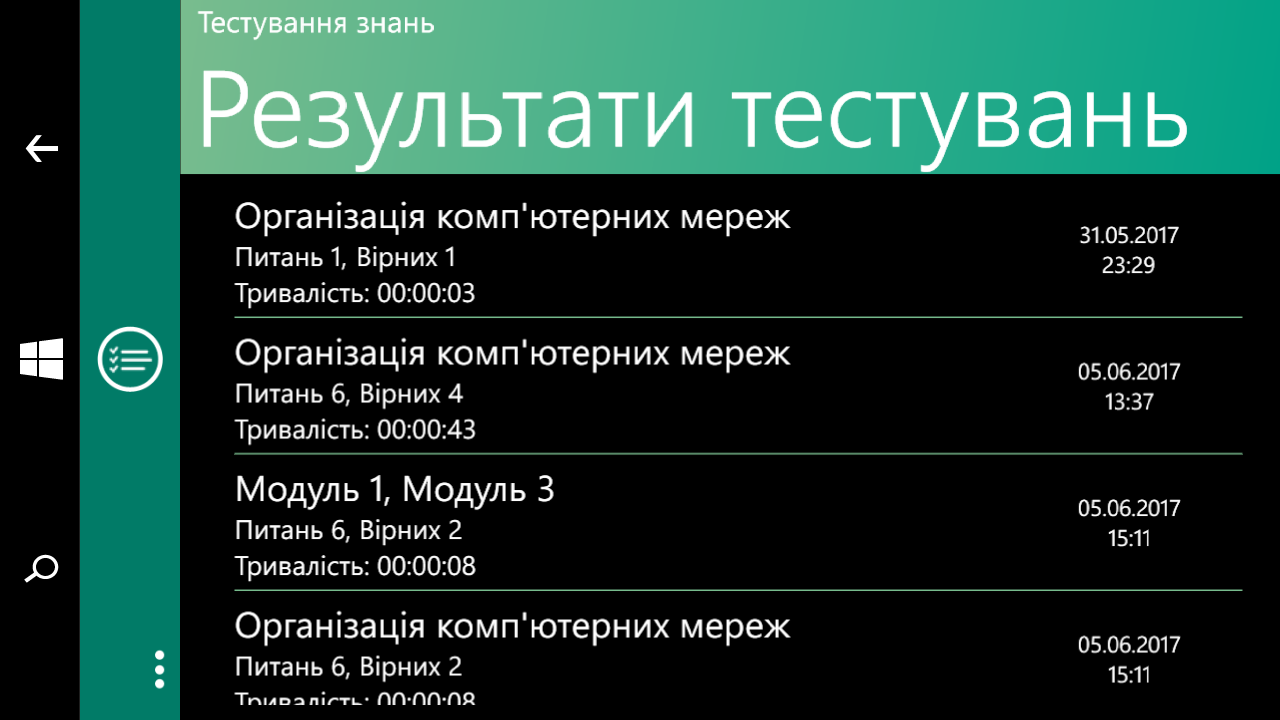 Тестування знань
Результати тестувань
Організація комп'ютерних мереж
Питань 1, Вірних 1
Тривалість: 00:00:03
31.05.2017
23:29
Організація комп'ютерних мереж
Питань 6, Вірних 4
Тривалість: 00:00:43
05.06.2017
13:37
Модуль 1, Модуль 3
Питань 6, Вірних 2
Тривалість: 00:00:08
05.06.2017
15:11
Організація комп'ютерних мереж
Питань 6, Вірних 2
Тривалість: 00:00:08
05.06.2017
15:11